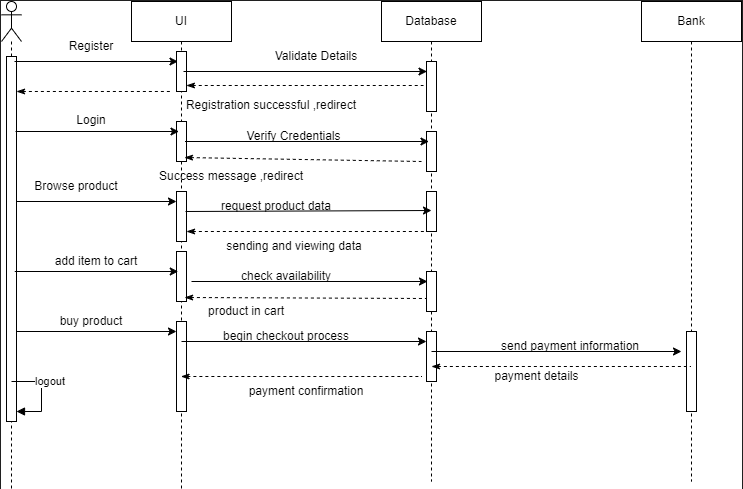 UI
Database
Bank
Register
Validate Details
Registration successful ,redirect
Login
Verify Credentials
Success message ,redirect
Browse product
request product data
sending and viewing data
add item to cart
check availability
product in cart
buy product
begin checkout process
send payment information
payment details
logout
payment confirmation